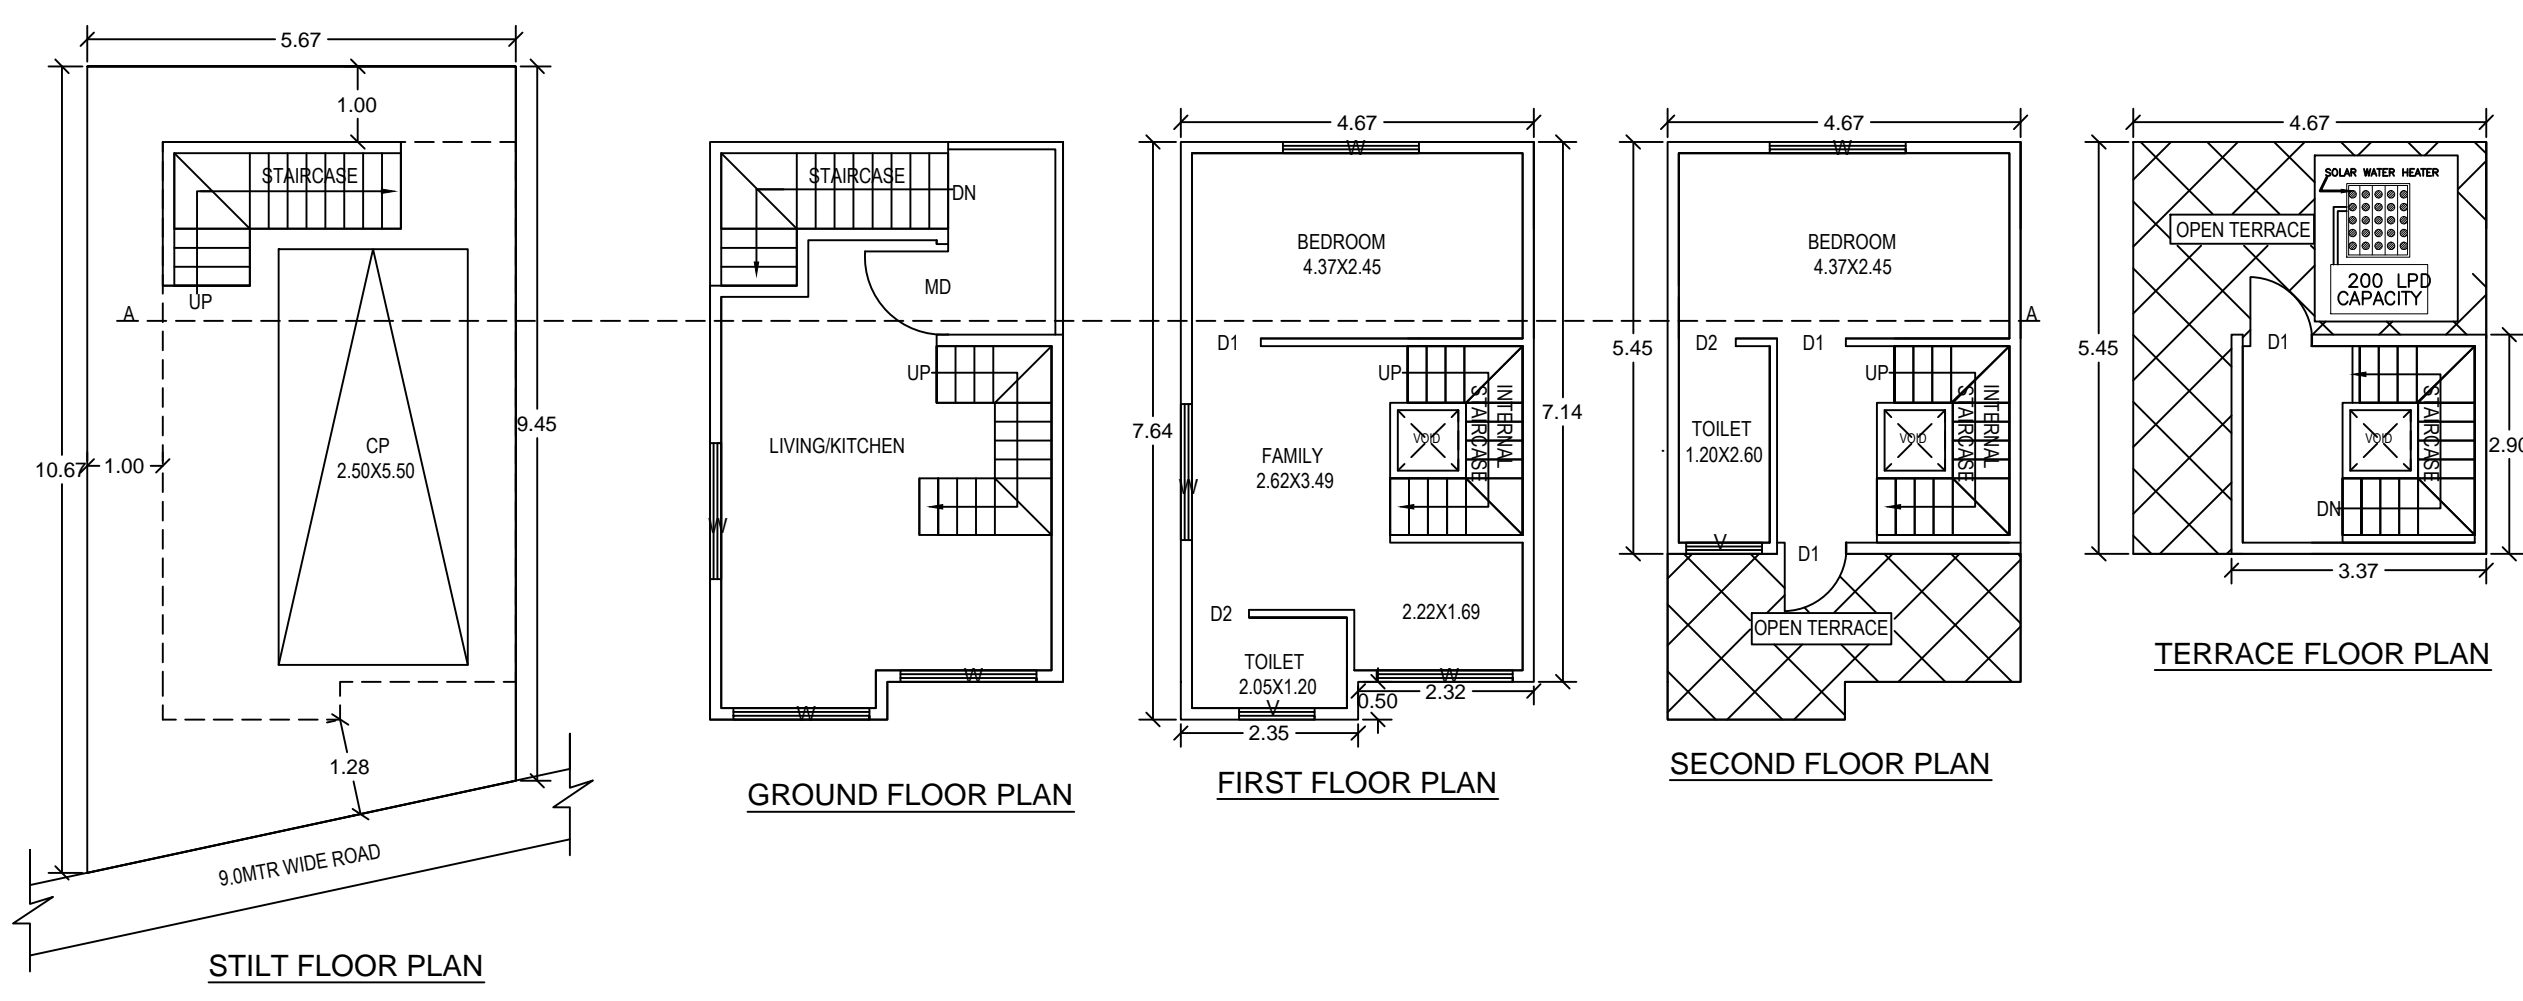 5.67
1.00
STAIRCASE
UP
A
10.67
1.00
9.45
CP
2.50X5.50
1.28
9.0MTR WIDE ROAD
STILT FLOOR PLAN
STAIRCASE
DN
MD
UP
LIVING/KITCHEN
W
W
W
GROUND FLOOR PLAN
4.67
W
BEDROOM
4.37X2.45
D1
UP
INTERNAL
STAIRCASE
VOID
7.64
7.14
FAMILY
2.62X3.49
W
D2
2.22X1.69
TOILET
2.05X1.20
W
V
0.50
2.32
2.35
FIRST FLOOR PLAN
4.67
W
BEDROOM
4.37X2.45
A
5.45
D2
D1
UP
INTERNAL
STAIRCASE
VOID
TOILET
1.20X2.60
V
D1
OPEN TERRACE
SECOND FLOOR PLAN
4.67
SOLAR WATER HEATER
OPEN TERRACE
200 LPD
CAPACITY
5.45
D1
STAIRCASE
VOID
2.90
DN
3.37
TERRACE FLOOR PLAN